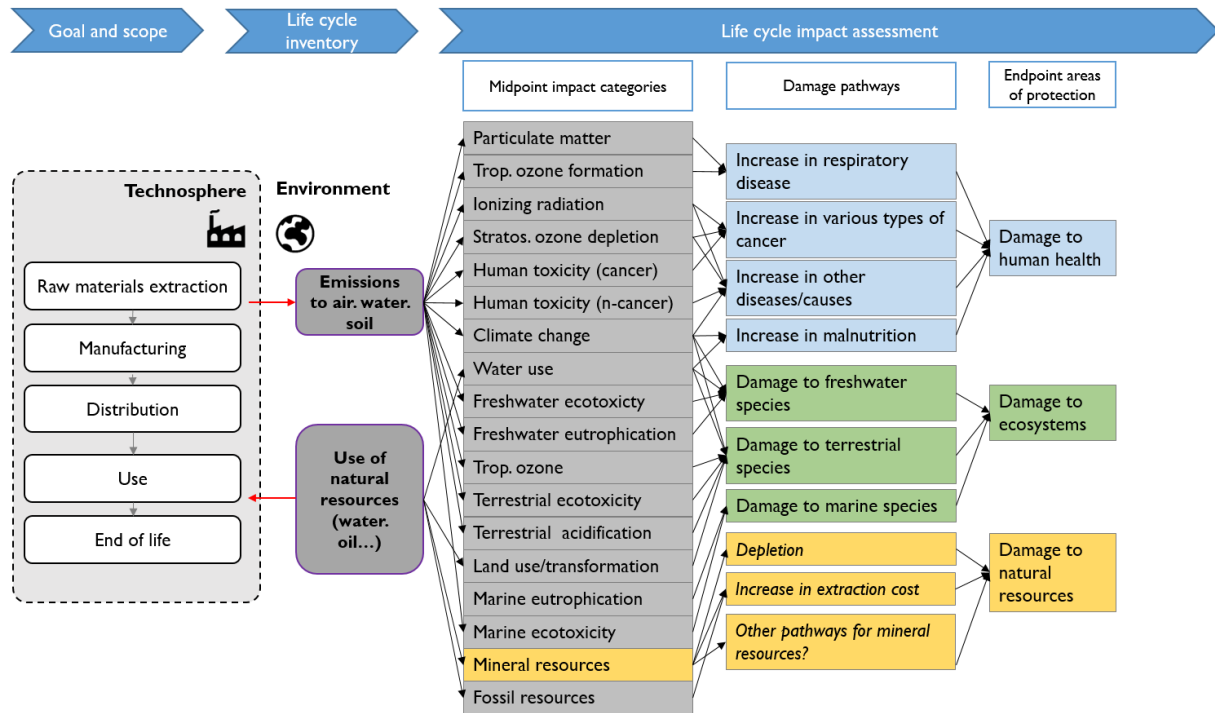 Goal and scope
Life cycle
inventory
Life cycle impact assessment
Midpoint impact categories
Damage pathways
Endpoint areas
of protection
Technosphere
Environment
Raw materials extraction
Manufacturing
Distribution
Use
End of life
Emissions
to air. water.
soil
Use of
natural
resources
(water.
oil...)
Particulate matter
Trop. ozone formation
Ionizing radiation
Stratos. ozone depletion
Human toxicity (cancer)
Human toxicity (n-cancer)
Climate change
Water use
Freshwater ecotoxicty
Freshwater eutrophication
Trop. ozone
Terrestrial ecotoxicity
Terrestrial acidification
Land use/transformation
Marine eutrophication
Marine ecotoxicity
Mineral resources
Fossil resources
Increase in respiratory
disease
Increase in various types of
cancer
Increase in other
diseases/causes
Increase in malnutrition
Damage to freshwater
species
Damage to terrestrial
species
Damage to marine species
Depletion
Increase in extraction cost
Other pathways for mineral
resources?
Damage to
human health
Damage to
ecosystems
Damage to
natural
resources